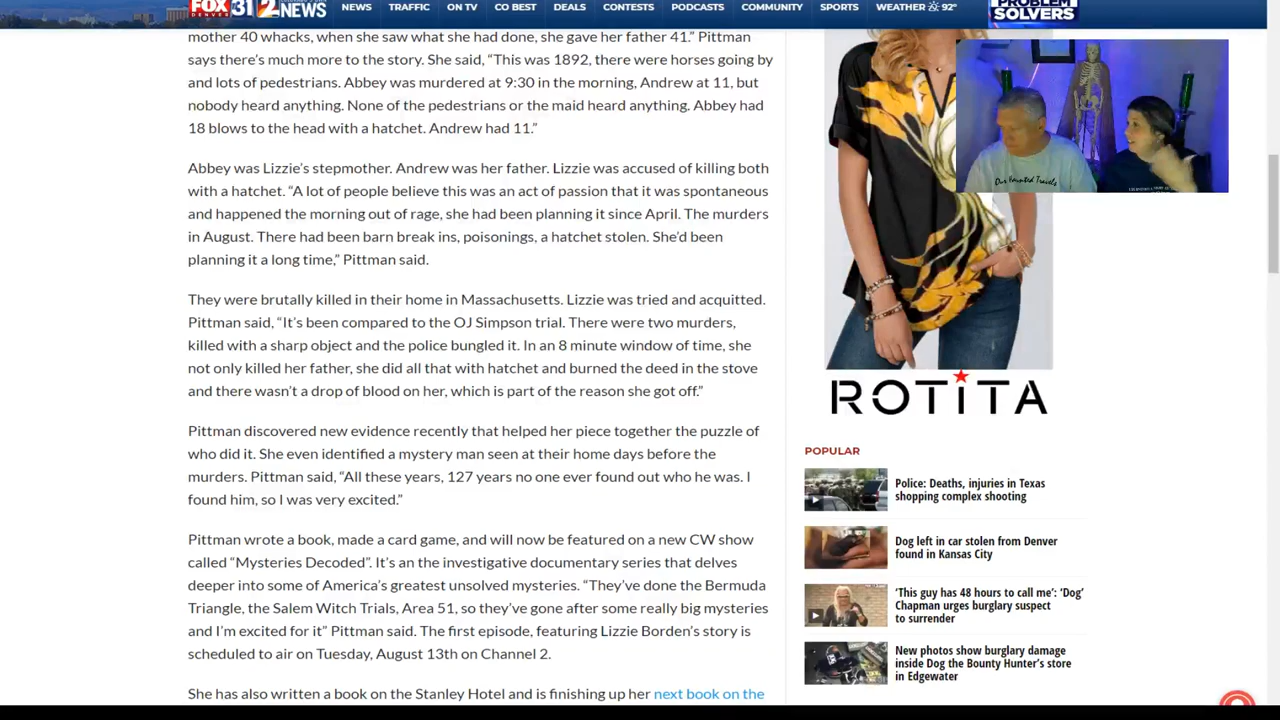 FOX 31 2 NEWS
DENVER
NEWS TRAFFIC ON TV CO BEST DEALS CONTESTS PODCASTS COMMUNITY SPORTS WEATHER 92°
PROBLEM
SOLVERS
mother 40 whacks, when she saw what she had done, she gave her father 41.” Pittman
says there’s much more to the story. She said, “This was 1892, there were horses going by
and lots of pedestrians. Abbey was murdered at 9:30 in the morning, Andrew at 11, but
nobody heard anything. None of the pedestrians or the maid heard anything. Abbey had
18 blows to the head with a hatchet. Andrew had 11.”
Abbey was Lizzie’s stepmother. Andrew was her father. Lizzie was accused of killing both
with a hatchet. “A lot of people believe this was an act of passion that it was spontaneous
and happened the morning out of rage, she had been planning it since April. The murders
in August. There had been barn break ins, poisonings, a hatchet stolen. She’d been
planning it a long time,” Pittman said.
They were brutally killed in their home in Massachusetts. Lizzie was tried and acquitted.
Pittman said, “It’s been compared to the OJ Simpson trial. There were two murders,
killed with a sharp object and the police bungled it. In an 8 minute window of time, she
not only killed her father, she did all that with hatchet and burned the deed in the stove
and there wasn’t a drop of blood on her, which is part of the reason she got off.”
Pittman discovered new evidence recently that helped her piece together the puzzle of
who did it. She even identified a mystery man seen at their home days before the
murders. Pittman said, “All these years, 127 years no one ever found out who he was. I
found him, so I was very excited.”
Pittman wrote a book, made a card game, and will now be featured on a new CW show
called “Mysteries Decoded”. It’s an the investigative documentary series that delves
deeper into some of America’s greatest unsolved mysteries. “They’ve done the Bermuda
Triangle, the Salem Witch Trials, Area 51, so they’ve gone after some really big mysteries
and I’m excited for it” Pittman said. The first episode, featuring Lizzie Borden’s story is
scheduled to air on Tuesday, August 13th on Channel 2.
She has also written a book on the Stanley Hotel and is finishing up her next book on the
Our Haunted Travels
ROTITA
POPULAR
Police: Deaths, injuries in Texas
shopping complex shooting
Dog left in car stolen from Denver
found in Kansas City
‘This guy has 48 hours to call me’: ‘Dog’
Chapman urges burglary suspect
to surrender
New photos show burglary damage
inside Dog the Bounty Hunter’s store
in Edgewater